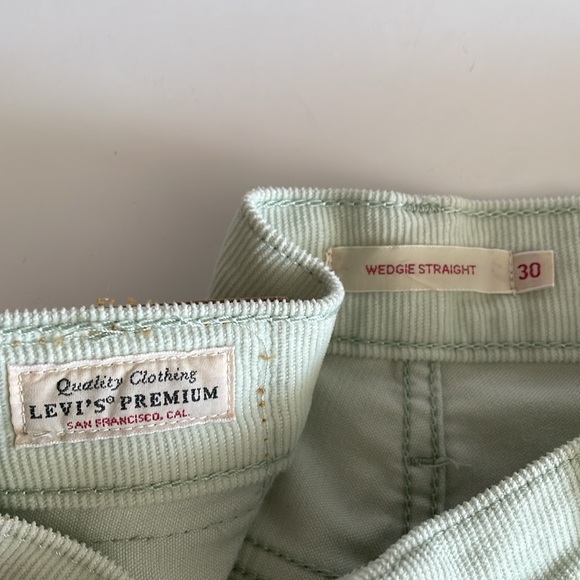 WEDGIE STRAIGHT 30
Quality Clothing
LEVI'S® PREMIUM
SAN FRANCISCO, CAL.